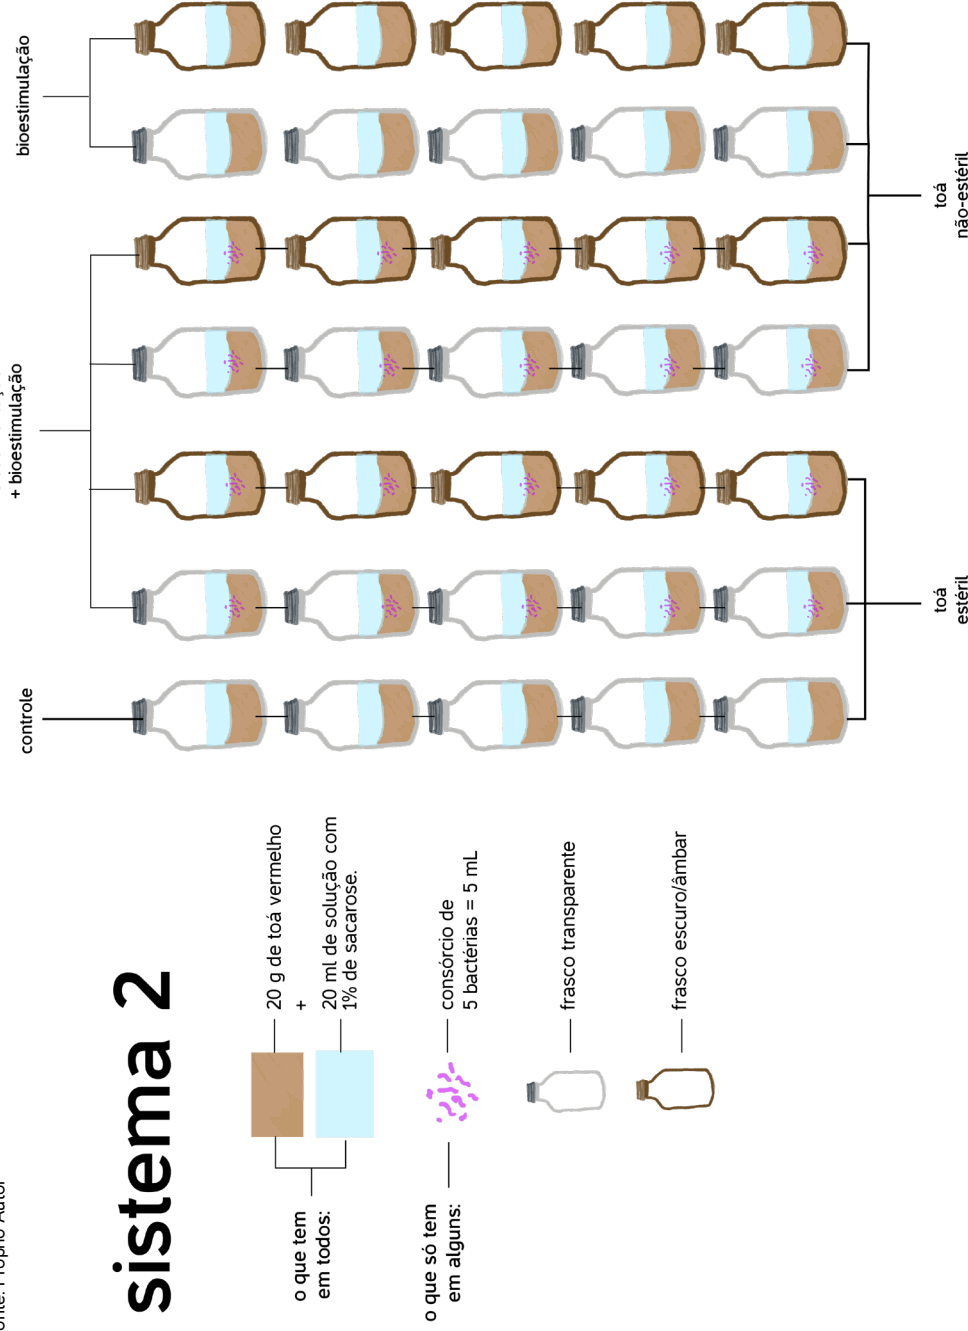 sistema 2
o que tem
em todos:
20 g de toá vermelho
+
20 ml de solução com
1% de sacarose.
o que só tem
em alguns:
consórcio de
5 bactérias = 5 mL
frasco transparente
frasco escuro/âmbar
controle
+ bioestimulação
bioestimulação
toá
estéril
toá
não-estéril